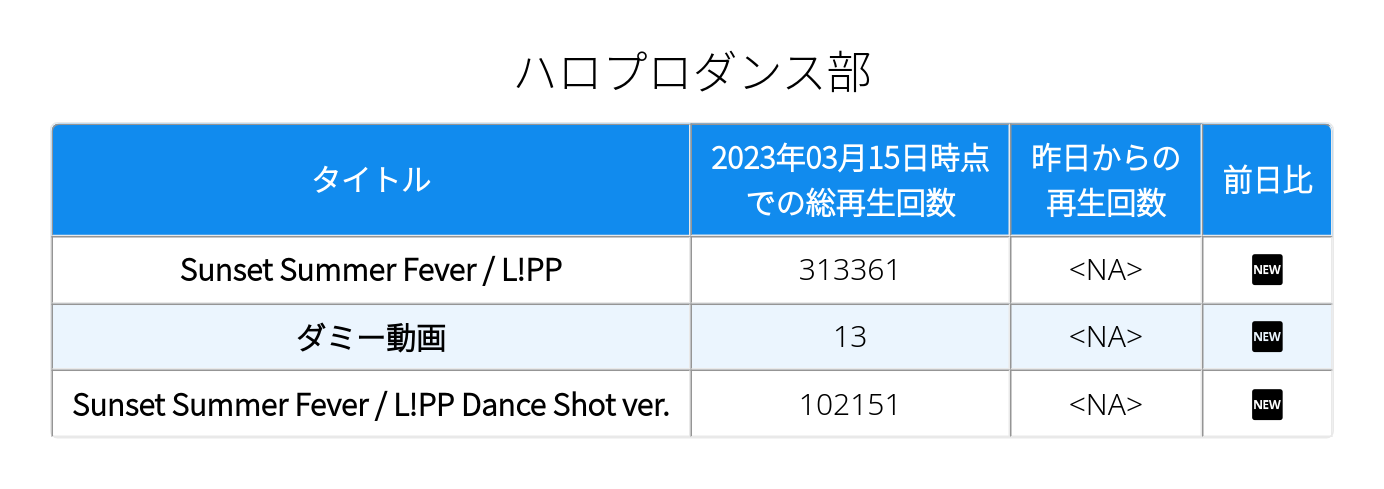 ハロプロダンス部
タイトル
2023年03月15日時点
での総再生回数
昨日からの
再生回数
前日比
Sunset Summer Fever / L!PP
313361
<NA>
NEW
ダミー動画
13
<NA>
NEW
Sunset Summer Fever / L!PP Dance Shot ver.
102151
<NA>
NEW